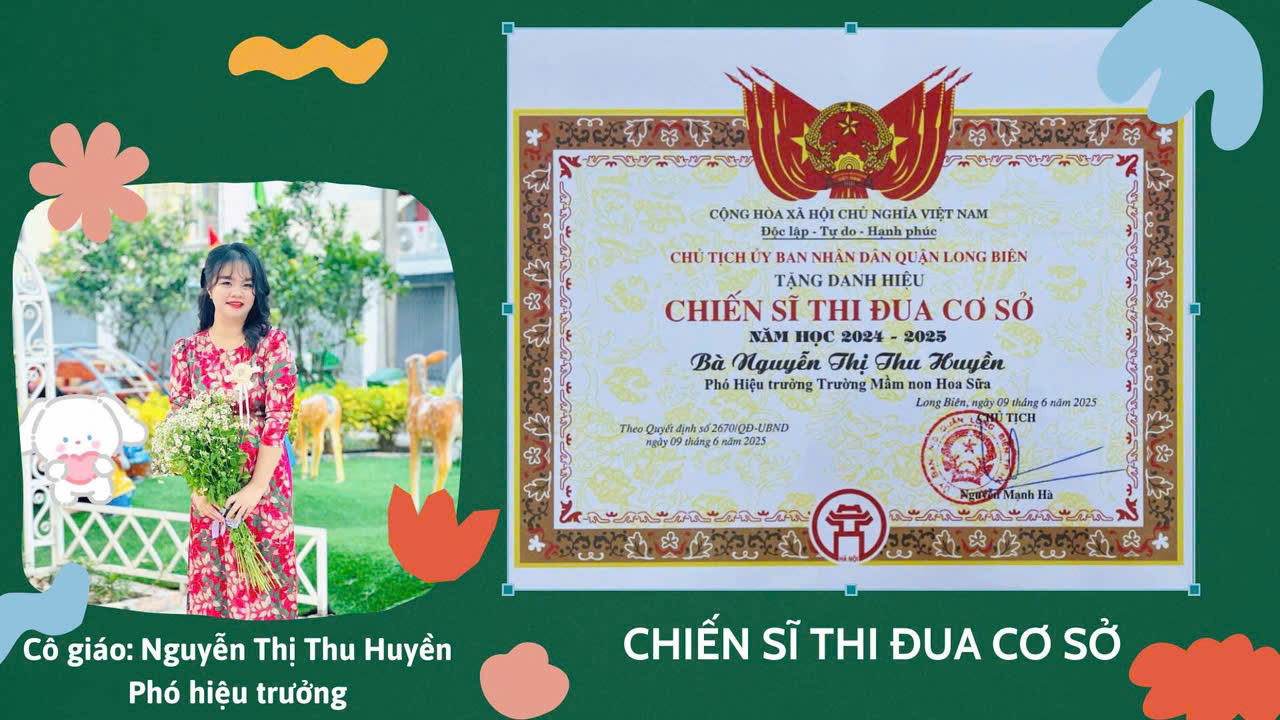 CỘNG HÒA XÃ HỘI CHỦ NGHĨA VIỆT NAM
Độc lập - Tự do - Hạnh phúc
CHỦ TỊCH ỦY BAN NHÂN DÂN QUẬN LONG BIÊN
TẶNG DANH HIỆU
CHIẾN SĨ THI ĐUA CƠ SỞ
NĂM HỌC 2024 - 2025
Bà Nguyễn Thị Thu Huyền
Phó Hiệu trưởng Trường Mầm non Hoa Sữa
Long Biên, ngày 09 tháng 6 năm 2025
CHỦ TỊCH
Theo Quyết định số 2670/QĐ-UBND
ngày 09 tháng 6 năm 2025
Nguyễn Mạnh Hà
HÀ NỘI
Cô giáo: Nguyễn Thị Thu Huyền
Phó hiệu trưởng
CHIẾN SĨ THI ĐUA CƠ SỞ